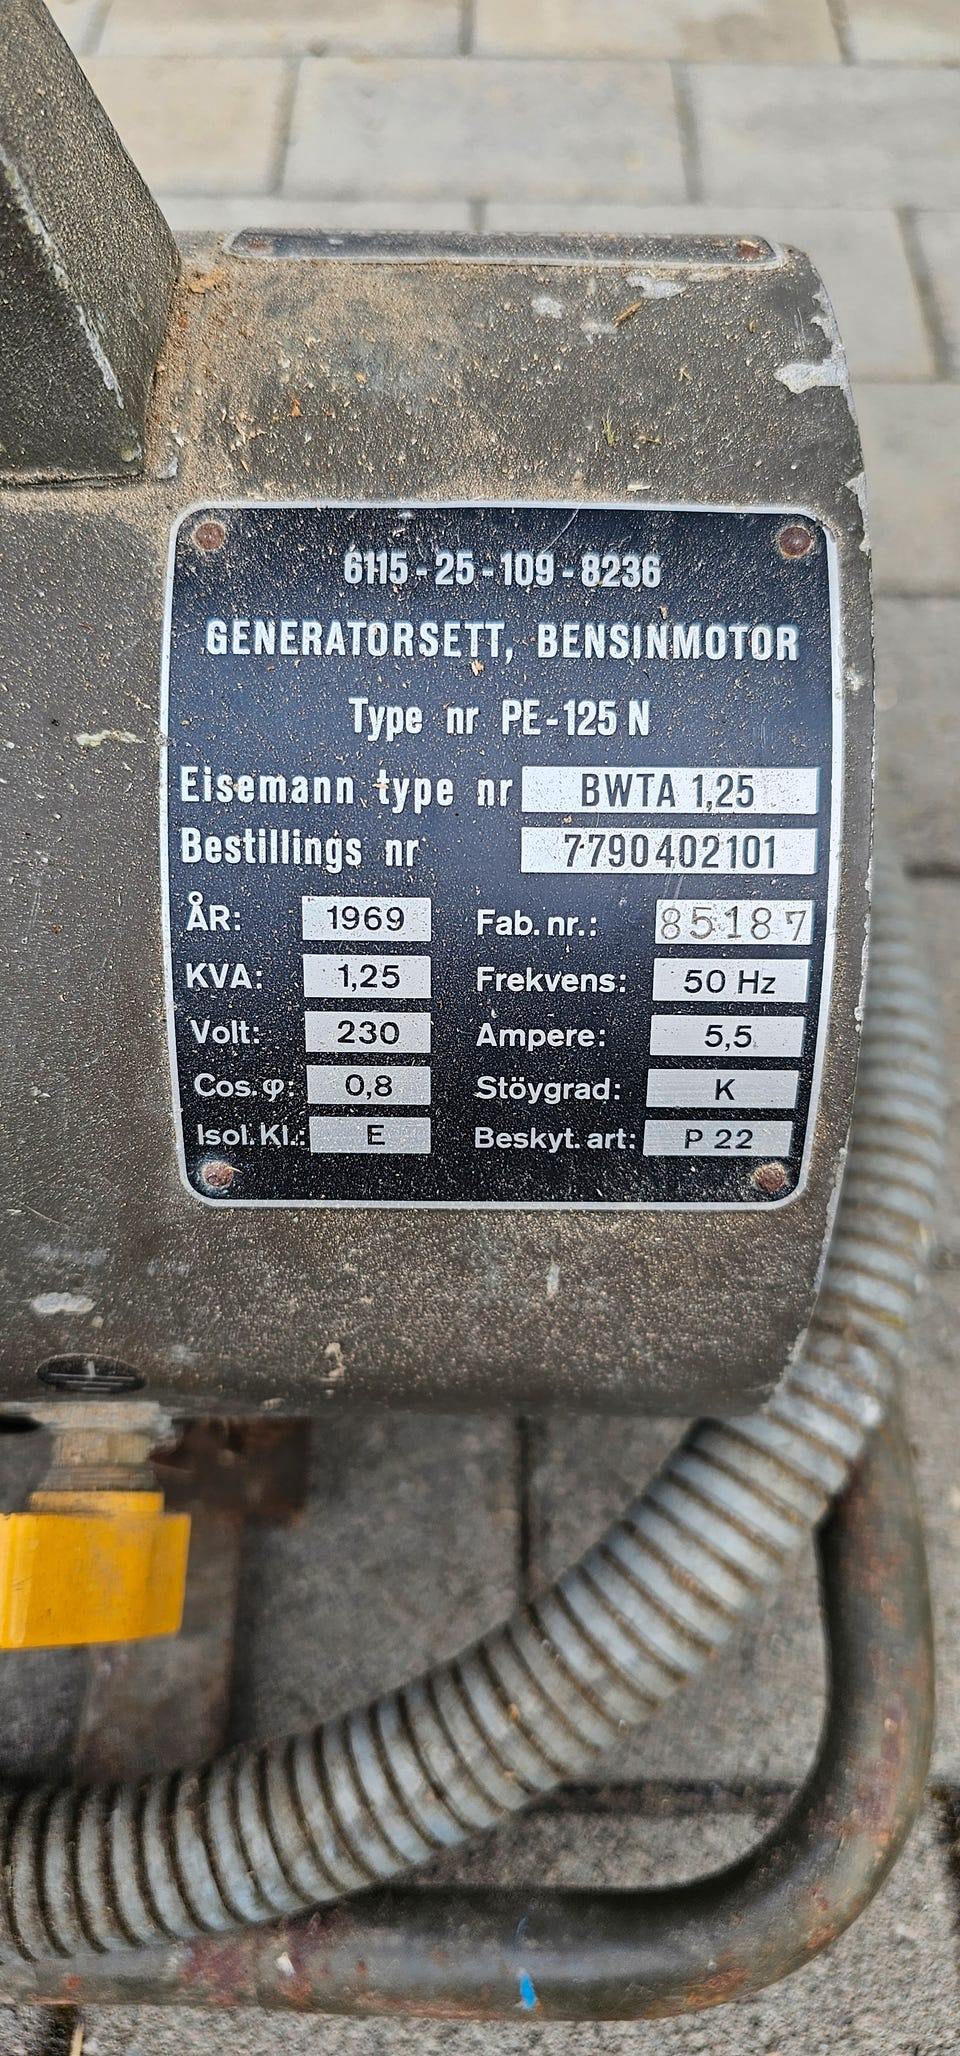 6115-25-109-8236
GENERATORSETT, BENSINMOTOR
Type nr PE-125 N
Eisemann type nr BWTA 1,25
Bestillings nr 7790402101
ÅR: 1969 Fab. nr.: 85187
KVA: 1,25 Frekvens: 50 Hz
Volt: 230 Ampere: 5,5
Cos. φ: 0,8 Stöygrad: K
Isol. Kl.: E Beskyt. art: P 22